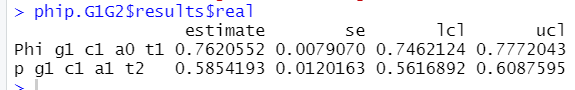 > phip.G1G2$results$real
estimate se lcl ucl
Phi g1 c1 a0 t1 0.7620552 0.0079070 0.7462124 0.7772043
p g1 c1 a1 t2 0.5854193 0.0120163 0.5616892 0.6087595
>